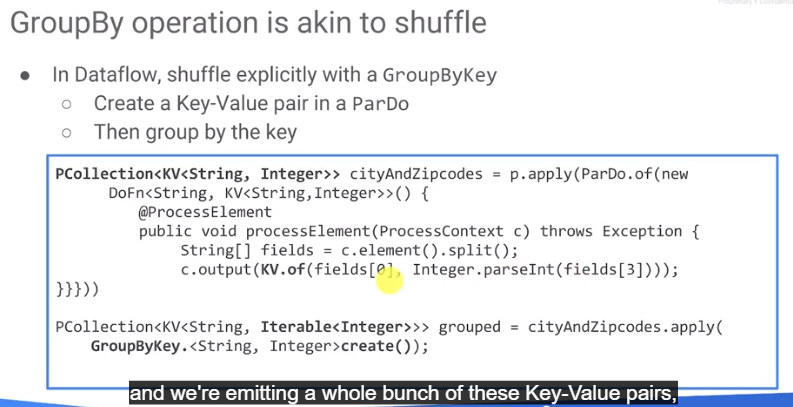 Proprietary + Confidential
GroupBy operation is akin to shuffle
● In Dataflow, shuffle explicitly with a GroupByKey
○ Create a Key-Value pair in a ParDo
○ Then group by the key
PCollection<KV<String, Integer>> cityAndZipcodes = p.apply(ParDo.of(new
DoFn<String, KV<String,Integer>>() {
@ProcessElement
public void processElement(ProcessContext c) throws Exception {
String[] fields = c.element().split();
c.output(KV.of(fields[0], Integer.parseInt(fields[3])));
}}}))
PCollection<KV<String, Iterable<Integer>>> grouped = cityAndZipcodes.apply(
GroupByKey.<String, Integer>create());
and we're emitting a whole bunch of these Key-Value pairs,